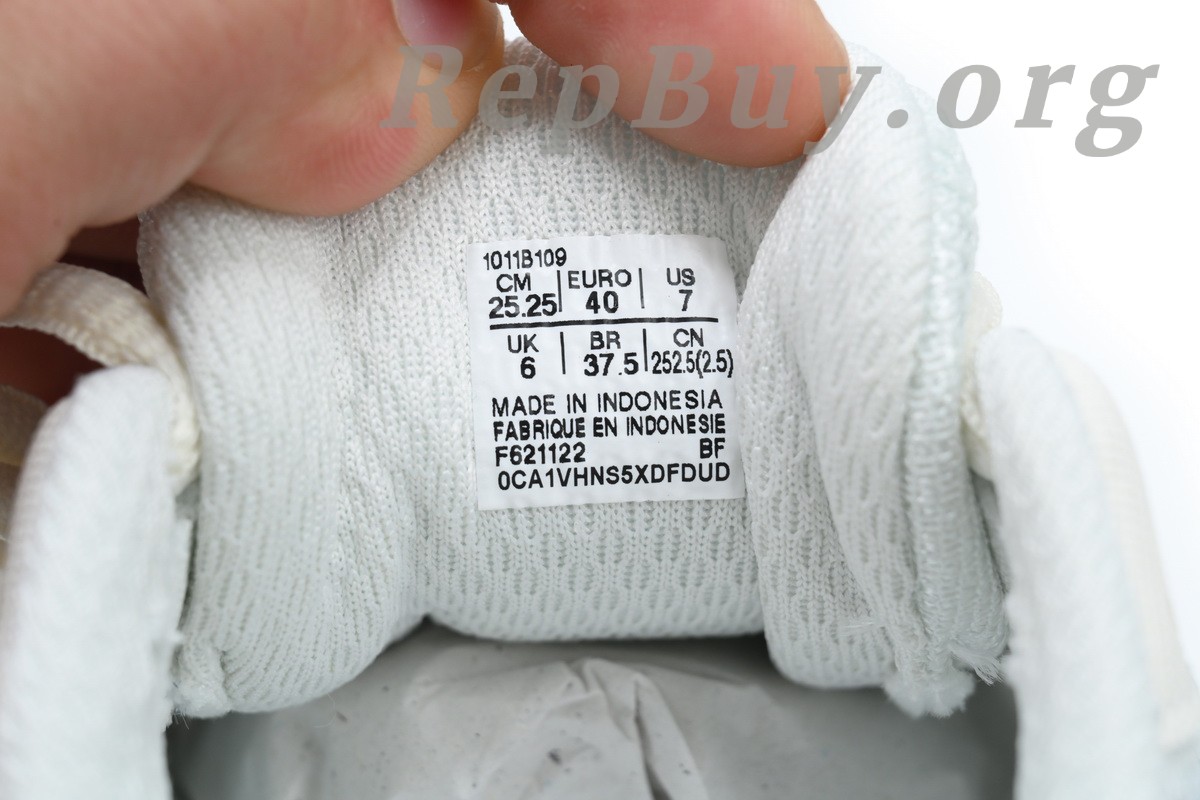 RepBuy.org
1011B109
CM | EURO | US
25.25 | 40 | 7
UK | BR | CN
6 | 37.5 | 252.5(2.5)
MADE IN INDONESIA
FABRIQUE EN INDONESIE
F621122 BF
0CA1VHNS5XDFDUD